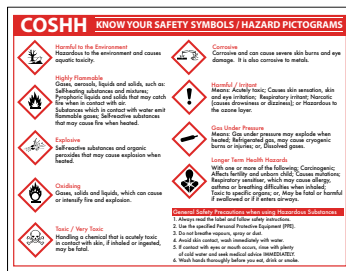 COSHH KNOW YOUR SAFETY SYMBOLS / HAZARD PICTOGRAMS
Harmful to the Environment
Hazardous to the environment and causes
aquatic toxicity.
Highly Flammable
Gases, aerosols, liquids and solids, such as:
Self-heating substances and mixtures;
Pyrophoric liquids and solids that may catch
fire when in contact with air.
Substances which in contact with water emit
flammable gases; Self-reactive substances
that may cause fire when heated.
Explosive
Self-reactive substances and organic
peroxides that may cause explosion when
heated.
Oxidising
Gases, solids and liquids, which can cause
or intensify fire and explosion.
Toxic / Very Toxic
Handling a chemical that is acutely toxic
in contact with skin, if inhaled or ingested,
may be fatal.
Corrosive
Corrosive and can cause severe skin burns and eye
damage. It is also corrosive to metals.
Harmful / Irritant
Means: Acutely toxic; Causes skin sensation, skin
and eye irritation; Respiratory irritant; Narcotic
(causes drowsiness or dizziness); or Hazardous to
the ozone layer.
Gas Under Pressure
Means: Gas under pressure may explode when
heated; Refrigerated gas, may cause cryogenic
burns or injuries; or, Dissolved gases.
Longer Term Health Hazards
With one or more of the following; Carcinogenic;
Affects fertility and unborn child; Causes mutations;
Respiratory sensitiser, which may cause allergy,
asthma or breathing difficulties when inhaled;
Toxic to specific organs; or, May be fatal or harmful
if swallowed or if it enters airways.
General Safety Precautions when using Hazardous Substances
1. Always read the label and follow safety instructions.
2. Use the specified Personal Protective Equipment (PPE).
3. Do not breathe vapours, spray or dust.
4. Avoid skin contact, wash immediately with water.
5. If contact with eyes or mouth occurs, rinse with plenty
of cold water and seek medical advice IMMEDIATELY.
6. Wash hands thoroughly before you eat, drink or smoke.